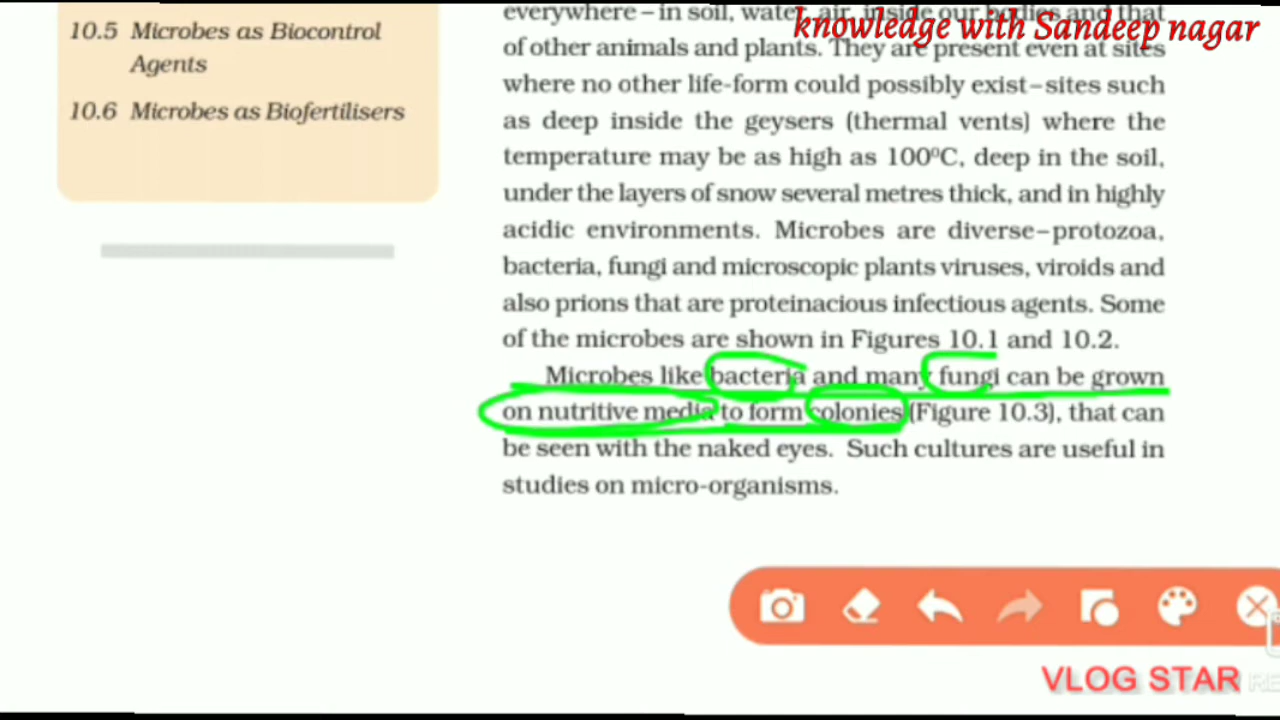 10.5 Microbes as Biocontrol
Agents
10.6 Microbes as Biofertilisers
knowledge with Sandeep nagar
everywhere – in soil, water, air, inside our bodies and that
of other animals and plants. They are present even at sites
where no other life-form could possibly exist–sites such
as deep inside the geysers (thermal vents) where the
temperature may be as high as 100⁰C, deep in the soil,
under the layers of snow several metres thick, and in highly
acidic environments. Microbes are diverse–protozoa,
bacteria, fungi and microscopic plants viruses, viroids and
also prions that are proteinacious infectious agents. Some
of the microbes are shown in Figures 10.1 and 10.2.
Microbes like bacteria and many fungi can be grown
on nutritive media to form colonies (Figure 10.3), that can
be seen with the naked eyes. Such cultures are useful in
studies on micro-organisms.
VLOG STAR